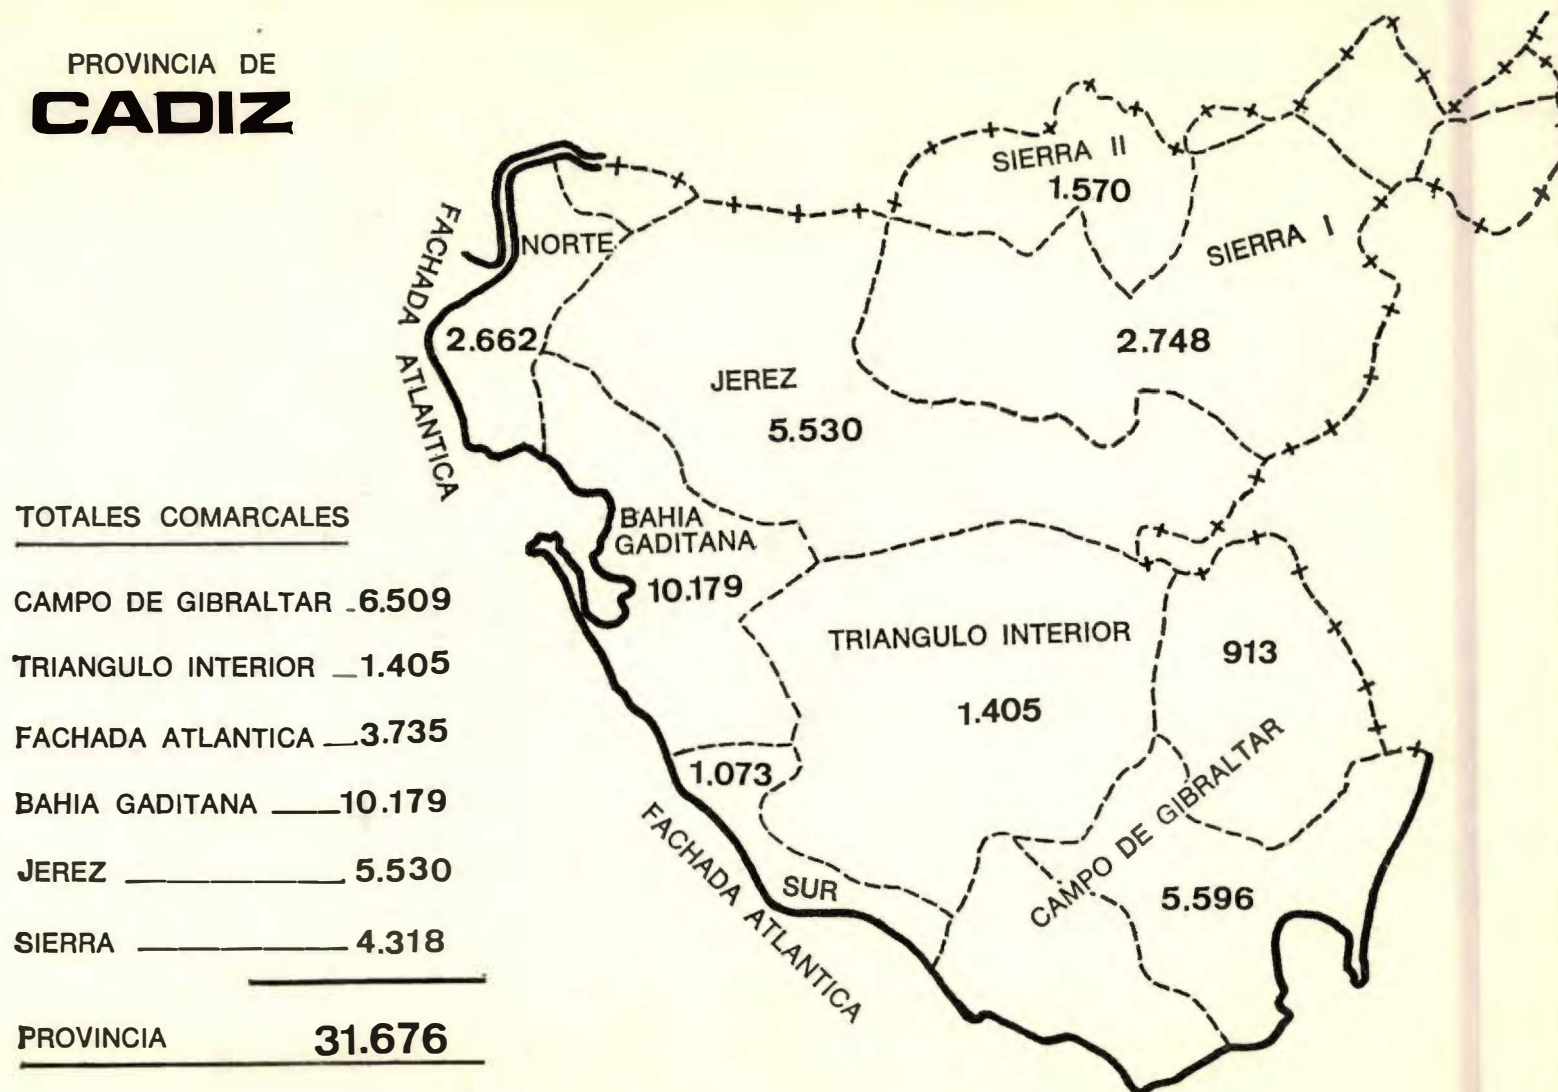 PROVINCIA DE
CADIZ
SIERRA II
1.570
SIERRA I
2.748
NORTE
FACHADA ATLANTICA
2.662
JEREZ
5.530
BAHIA
GADITANA
10.179
TRIANGULO INTERIOR
1.405
913
CAMPO DE GIBRALTAR
5.596
1.073
SUR
FACHADA ATLANTICA
TOTALES COMARCALES
CAMPO DE GIBRALTAR 6.509
TRIANGULO INTERIOR 1.405
FACHADA ATLANTICA 3.735
BAHIA GADITANA 10.179
JEREZ 5.530
SIERRA 4.318
PROVINCIA 31.676